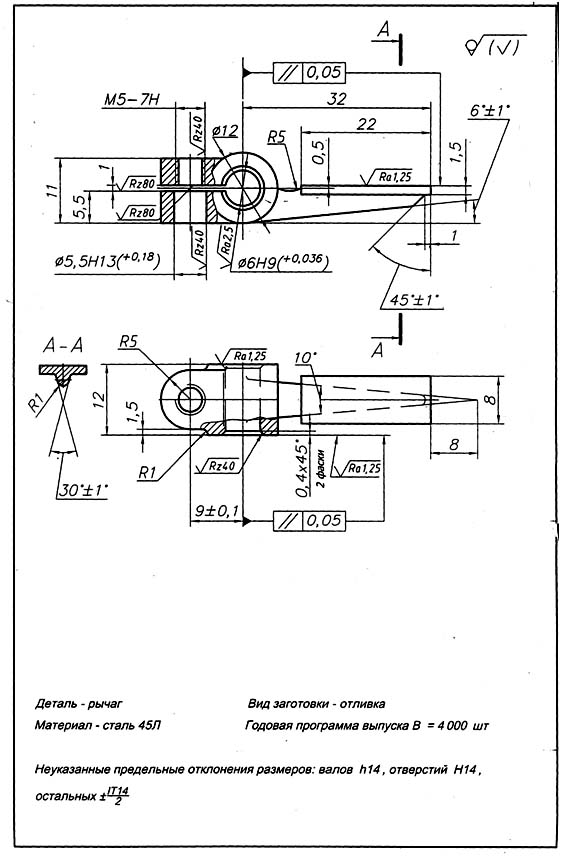 A
(√)
// 0,05
M5-7H
32
6°±1°
Rz40
ø12
R5
22
0,5
1,5
11
1
5,5
Rz80
Rz80
Ra1,25
Rz40
Ra2,5
1
ø5,5H13(+0,18)
ø6H9(+0,036)
45°±1°
A
A-A
R5
Ra1,25
10°
R1
12
1,5
8
8
R1
Rz40
0,4x45°
2 фаски
Ra1,25
30°±1°
9±0,1
// 0,05
Деталь - рычаг Вид заготовки - отливка
Материал - сталь 45Л Годовая программа выпуска В = 4 000 шт
Неуказанные предельные отклонения размеров: валов h14 , отверстий H14 ,
остальных ± IT14/2